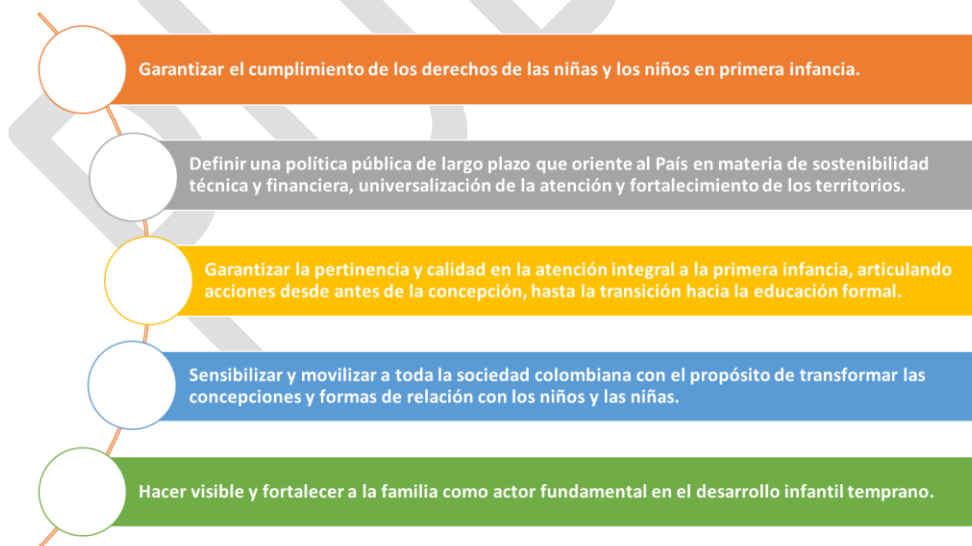 Garantizar el cumplimiento de los derechos de las niñas y los niños en primera infancia.
Definir una política pública de largo plazo que oriente al País en materia de sostenibilidad
técnica y financiera, universalización de la atención y fortalecimiento de los territorios.
Garantizar la pertinencia y calidad en la atención integral a la primera infancia, articulando
acciones desde antes de la concepción, hasta la transición hacia la educación formal.
Sensibilizar y movilizar a toda la sociedad colombiana con el propósito de transformar las
concepciones y formas de relación con los niños y las niñas.
Hacer visible y fortalecer a la familia como actor fundamental en el desarrollo infantil temprano.